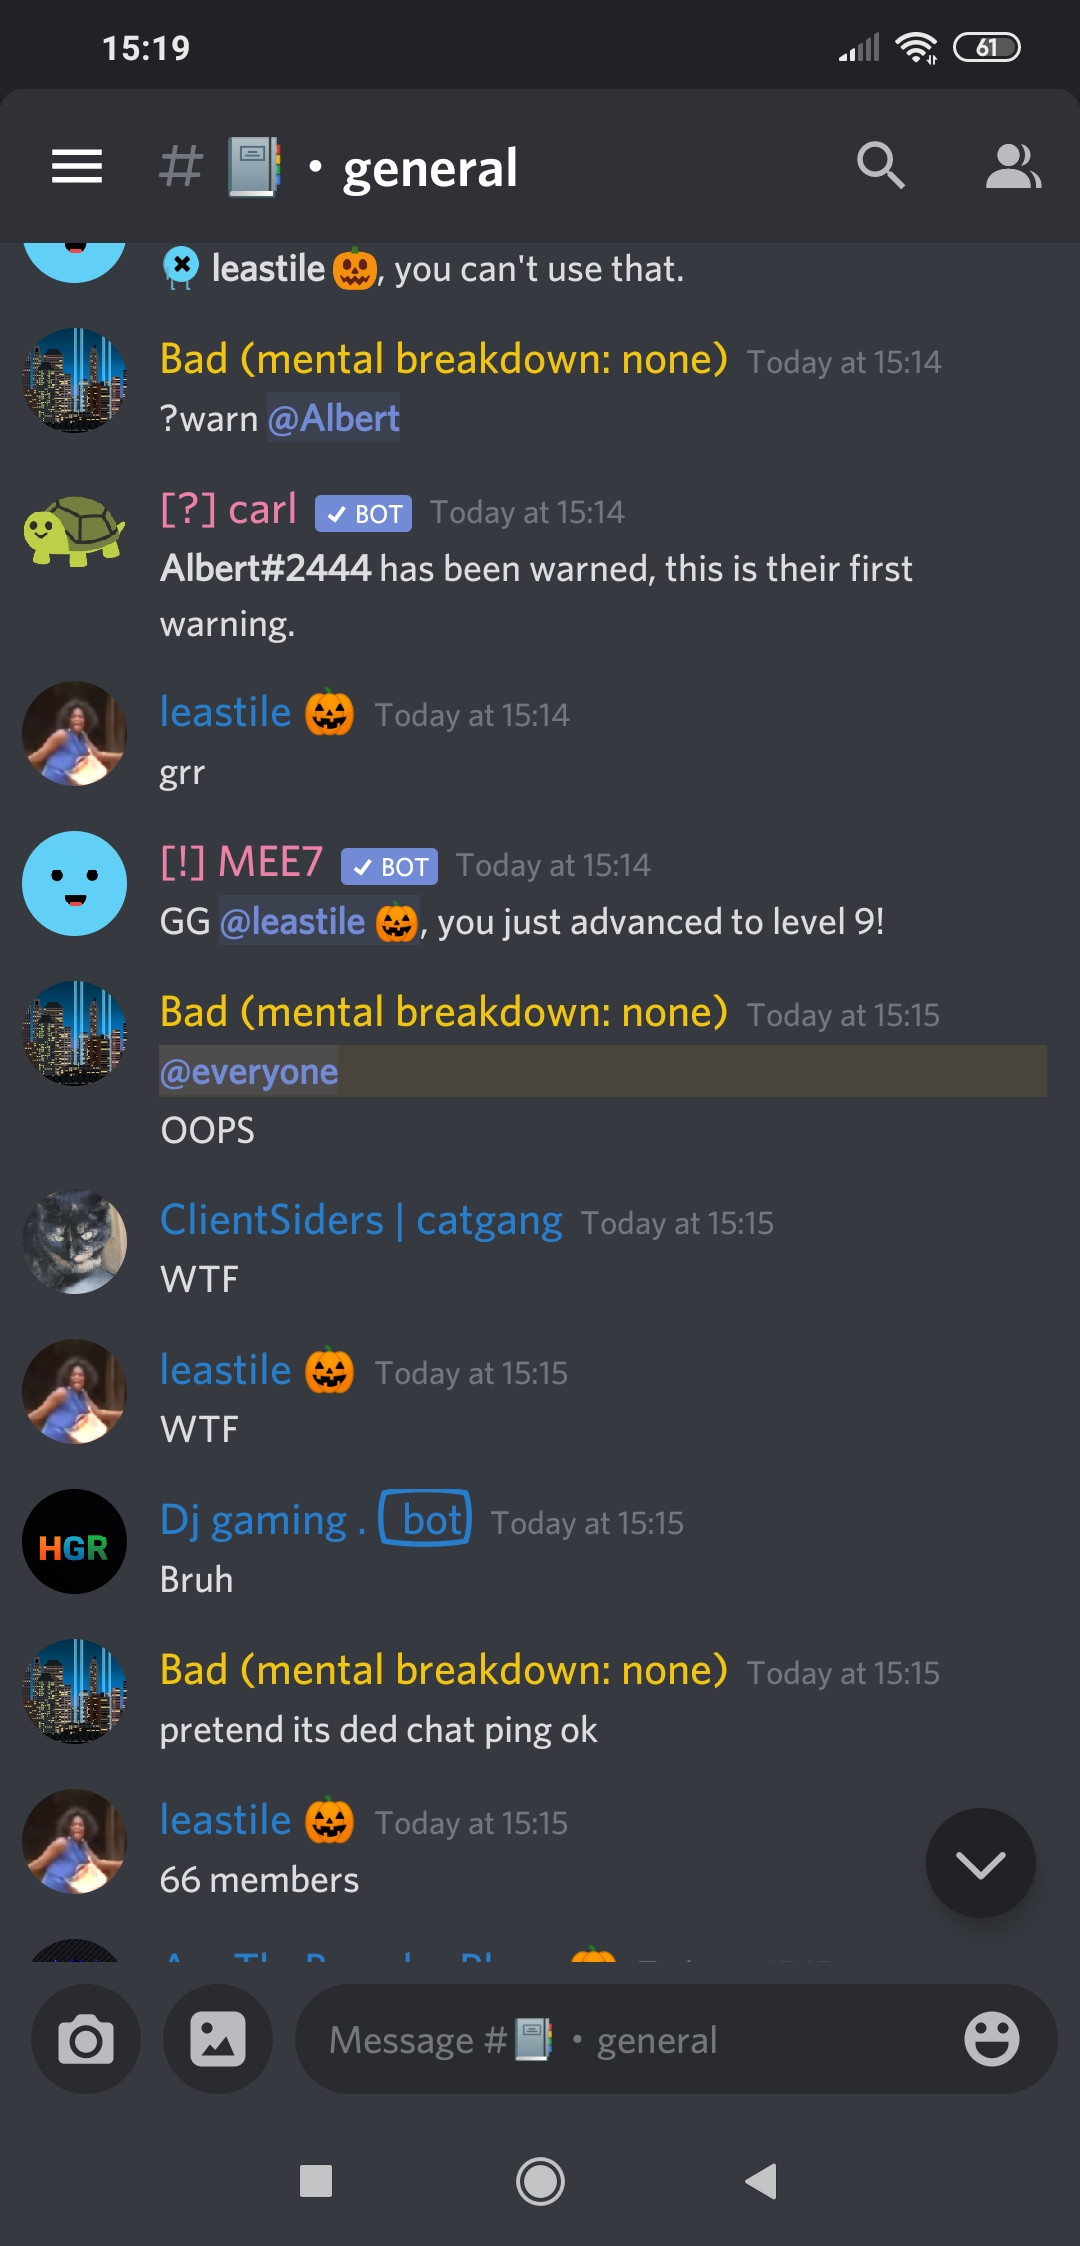 15:19
61
# 📓 • general
leastile 🎃, you can't use that.
Bad (mental breakdown: none) Today at 15:14
?warn @Albert
[?] carl ✓ BOT Today at 15:14
Albert#2444 has been warned, this is their first
warning.
leastile 🎃 Today at 15:14
grr
[!] MEE7 ✓ BOT Today at 15:14
GG @leastile 🎃, you just advanced to level 9!
Bad (mental breakdown: none) Today at 15:15
@everyone
OOPS
ClientSiders | catgang Today at 15:15
WTF
leastile 🎃 Today at 15:15
WTF
HGR
Dj gaming . bot Today at 15:15
Bruh
Bad (mental breakdown: none) Today at 15:15
pretend its ded chat ping ok
leastile 🎃 Today at 15:15
66 members
Message #📓 • general